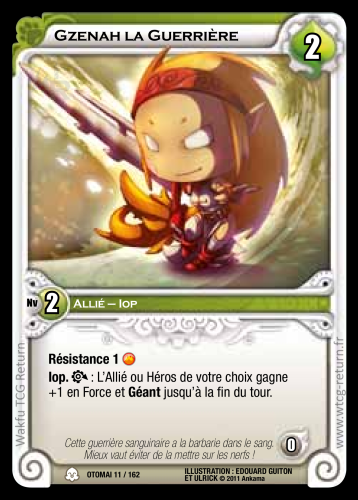 Gzenah la Guerrière
2
Nv 2 Allié – Iop
Résistance 1
Iop. : L'Allié ou Héros de votre choix gagne
+1 en Force et Géant jusqu'à la fin du tour.
Cette guerrière sanguinaire a la barbarie dans le sang.
Mieux vaut éviter de la mettre sur les nerfs !
0
OTOMAI 11 / 162
ILLUSTRATION : EDOUARD GUITON
ET ULRICK © 2011 Ankama
Wakfu TCG Return
www.wtcg-return.fr